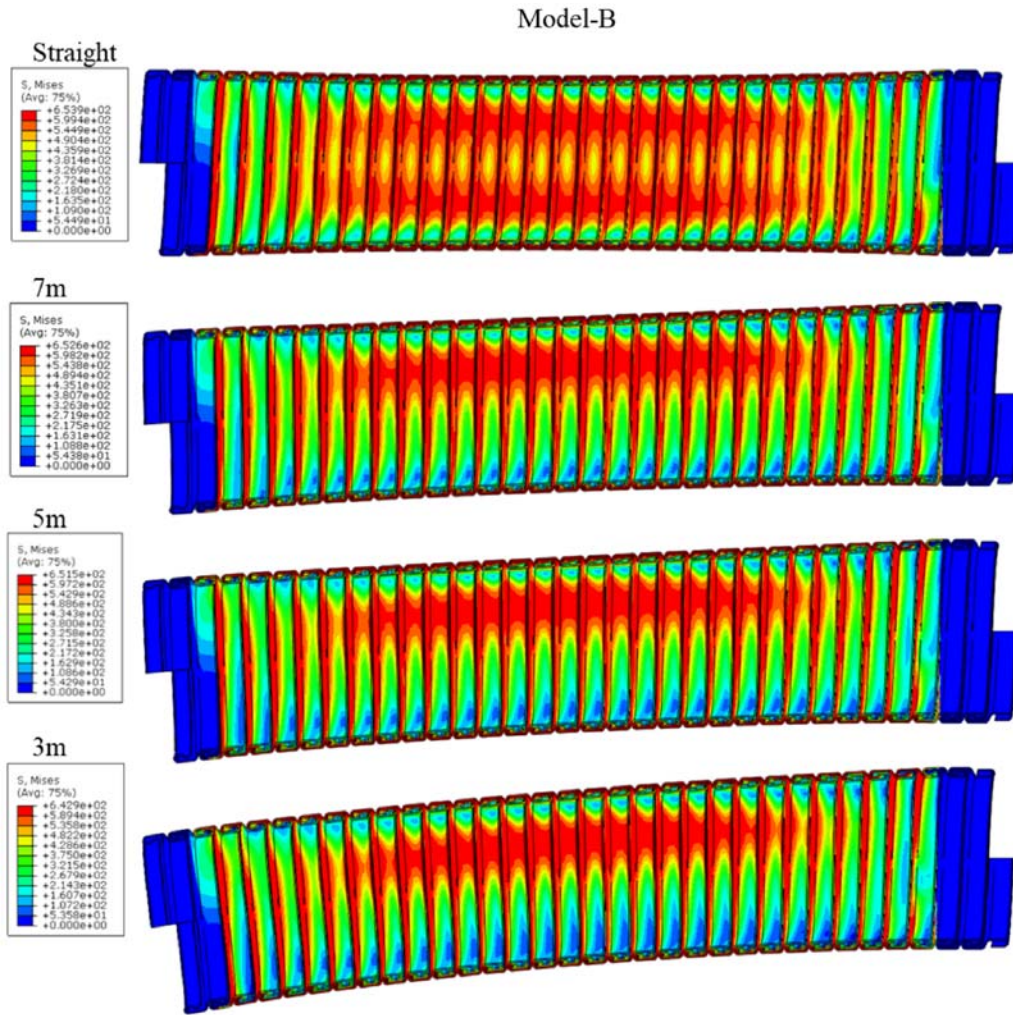 Model-B
Straight
S, Mises
(Avg: 75%)
+6.539e+02
+5.994e+02
+5.449e+02
+4.904e+02
+4.359e+02
+3.814e+02
+3.269e+02
+2.724e+02
+2.180e+02
+1.635e+02
+1.090e+02
+5.449e+01
+0.000e+00
7m
S, Mises
(Avg: 75%)
+6.526e+02
+5.982e+02
+5.438e+02
+4.894e+02
+4.351e+02
+3.807e+02
+3.263e+02
+2.719e+02
+2.175e+02
+1.631e+02
+1.088e+02
+5.438e+01
+0.000e+00
5m
S, Mises
(Avg: 75%)
+6.515e+02
+5.972e+02
+5.429e+02
+4.886e+02
+4.343e+02
+3.800e+02
+3.258e+02
+2.715e+02
+2.172e+02
+1.629e+02
+1.086e+02
+5.429e+01
+0.000e+00
3m
S, Mises
(Avg: 75%)
+6.429e+02
+5.894e+02
+5.358e+02
+4.822e+02
+4.286e+02
+3.750e+02
+3.215e+02
+2.679e+02
+2.143e+02
+1.607e+02
+1.072e+02
+5.358e+01
+0.000e+00